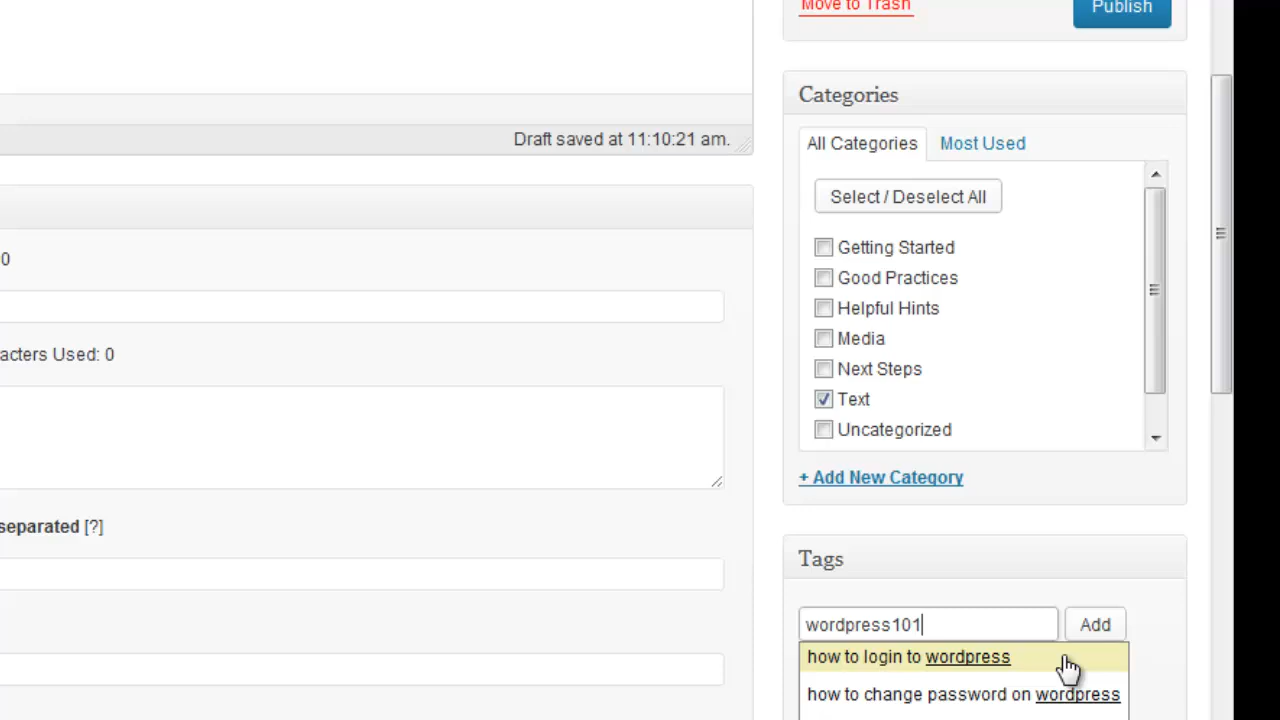 Move to Trash
Publish
Categories
Draft saved at 11:10:21 am.
All Categories
Most Used
Select / Deselect All
0
Getting Started
Good Practices
Helpful Hints
Media
acters Used: 0
Next Steps
Text
Uncategorized
+ Add New Category
separated [?]
Tags
wordpress101
Add
how to login to wordpress
how to change password on wordpress